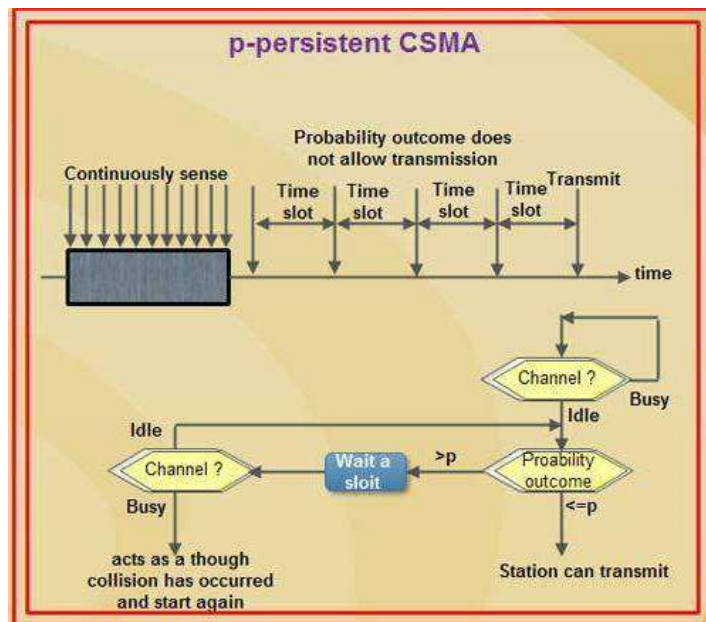 p-persistent CSMA
Probability outcome does
not allow transmission
Continuously sense
Time
slot
Time
slot
Time
slot
Time
slot
Transmit
time
Channel ?
Busy
Idle
Idle
Channel ?
Wait a
sloit
>p
Proability
outcome
Busy
<=p
acts as a though
collision has occurred
and start again
Station can transmit